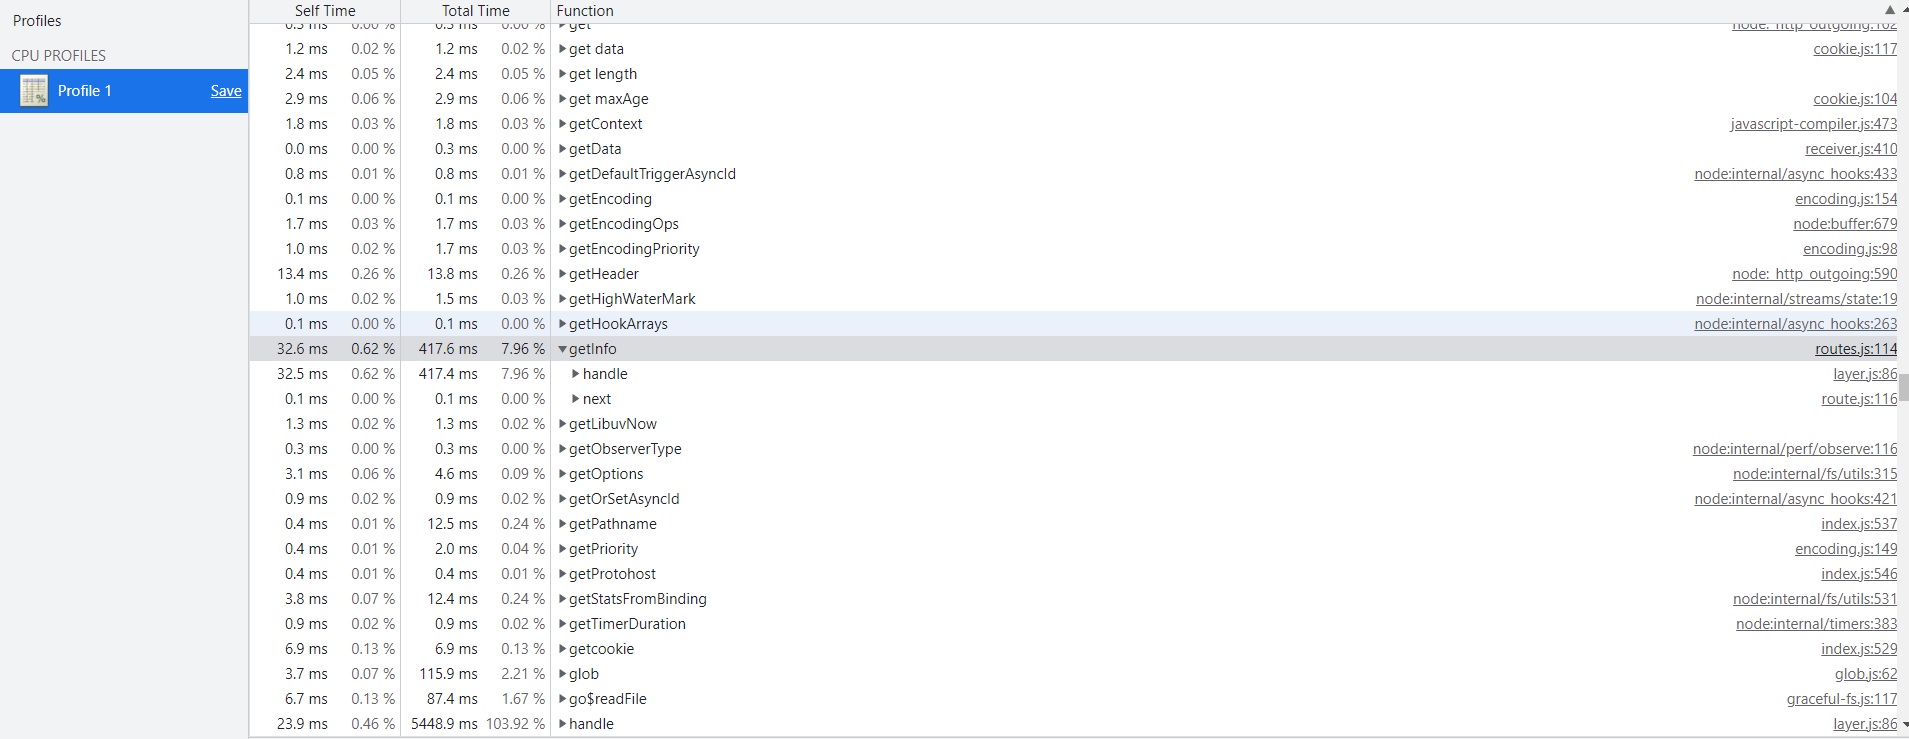 Profiles
CPU PROFILES
Profile 1 Save
Self Time Total Time Function
0.3 ms 0.00 % 0.3 ms 0.00 % get node:_http_outgoing:102
1.2 ms 0.02 % 1.2 ms 0.02 % get data cookie.js:117
2.4 ms 0.05 % 2.4 ms 0.05 % get length
2.9 ms 0.06 % 2.9 ms 0.06 % get maxAge cookie.js:104
1.8 ms 0.03 % 1.8 ms 0.03 % getContext javascript-compiler.js:473
0.0 ms 0.00 % 0.3 ms 0.00 % getData receiver.js:410
0.8 ms 0.01 % 0.8 ms 0.01 % getDefaultTriggerAsyncId node:internal/async_hooks:433
0.1 ms 0.00 % 0.1 ms 0.00 % getEncoding encoding.js:154
1.7 ms 0.03 % 1.7 ms 0.03 % getEncodingOps node:buffer:679
1.0 ms 0.02 % 1.7 ms 0.03 % getEncodingPriority encoding.js:98
13.4 ms 0.26 % 13.8 ms 0.26 % getHeader node:_http_outgoing:590
1.0 ms 0.02 % 1.5 ms 0.03 % getHighWaterMark node:internal/streams/state:19
0.1 ms 0.00 % 0.1 ms 0.00 % getHookArrays node:internal/async_hooks:263
32.6 ms 0.62 % 417.6 ms 7.96 % getInfo routes.js:114
32.5 ms 0.62 % 417.4 ms 7.96 % handle layer.js:86
0.1 ms 0.00 % 0.1 ms 0.00 % next route.js:116
1.3 ms 0.02 % 1.3 ms 0.02 % getLibuvNow
0.3 ms 0.00 % 0.3 ms 0.00 % getObserverType node:internal/perf/observe:116
3.1 ms 0.06 % 4.6 ms 0.09 % getOptions node:internal/fs/utils:315
0.9 ms 0.02 % 0.9 ms 0.02 % getOrSetAsyncId node:internal/async_hooks:421
0.4 ms 0.01 % 12.5 ms 0.24 % getPathname index.js:537
0.4 ms 0.01 % 2.0 ms 0.04 % getPriority encoding.js:149
0.4 ms 0.01 % 0.4 ms 0.01 % getProtohost index.js:546
3.8 ms 0.07 % 12.4 ms 0.24 % getStatsFromBinding node:internal/fs/utils:531
0.9 ms 0.02 % 0.9 ms 0.02 % getTimerDuration node:internal/timers:383
6.9 ms 0.13 % 6.9 ms 0.13 % getcookie index.js:529
3.7 ms 0.07 % 115.9 ms 2.21 % glob glob.js:62
6.7 ms 0.13 % 87.4 ms 1.67 % go$readFile graceful-fs.js:117
23.9 ms 0.46 % 5448.9 ms 103.92 % handle layer.js:86